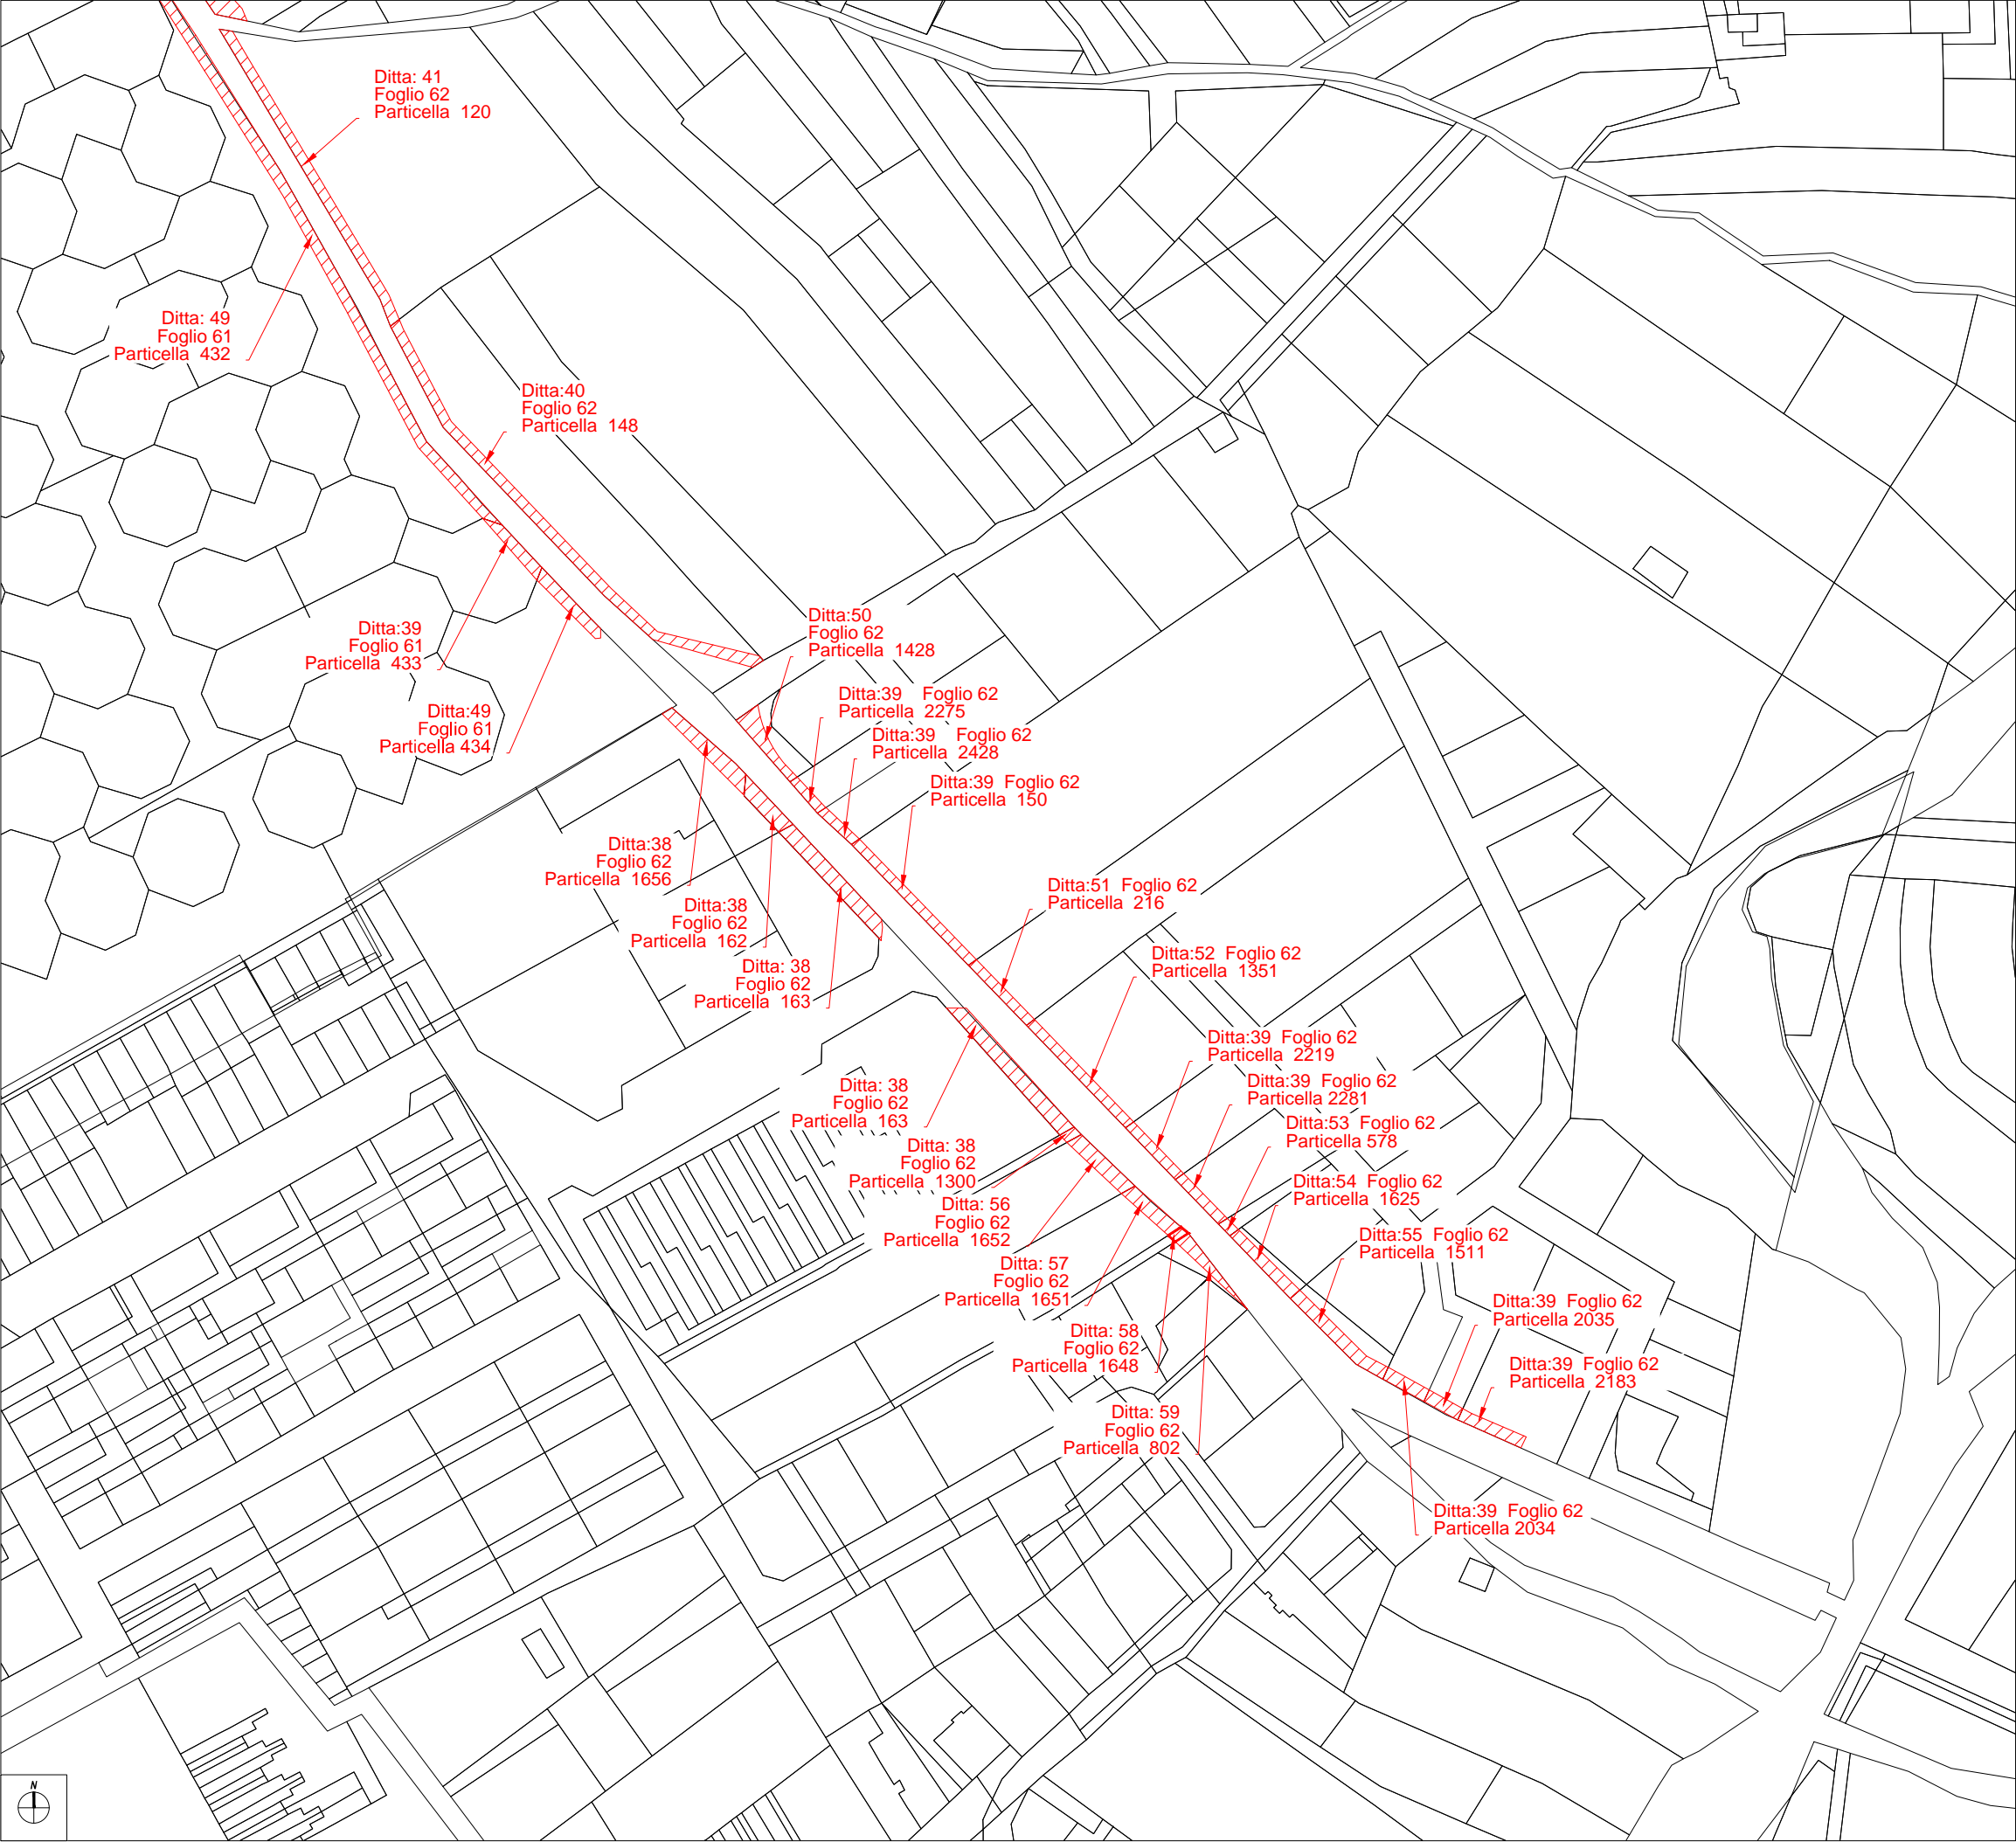 Ditta: 41
Foglio 62
Particella 120
Ditta: 49
Foglio 61
Particella 432
Ditta:40
Foglio 62
Particella 148
Ditta:39
Foglio 61
Particella 433
Ditta:49
Foglio 61
Particella 434
Ditta:50
Foglio 62
Particella 1428
Ditta:39 Foglio 62
Particella 2275
Ditta:39 Foglio 62
Particella 2428
Ditta:39 Foglio 62
Particella 150
Ditta:38
Foglio 62
Particella 1656
Ditta:38
Foglio 62
Particella 162
Ditta: 38
Foglio 62
Particella 163
Ditta:51 Foglio 62
Particella 216
Ditta:52 Foglio 62
Particella 1351
Ditta:39 Foglio 62
Particella 2219
Ditta:39 Foglio 62
Particella 2281
Ditta:53 Foglio 62
Particella 578
Ditta:54 Foglio 62
Particella 1625
Ditta:55 Foglio 62
Particella 1511
Ditta: 38
Foglio 62
Particella 163
Ditta: 38
Foglio 62
Particella 1300
Ditta: 56
Foglio 62
Particella 1652
Ditta: 57
Foglio 62
Particella 1651
Ditta: 58
Foglio 62
Particella 1648
Ditta: 59
Foglio 62
Particella 802
Ditta:39 Foglio 62
Particella 2035
Ditta:39 Foglio 62
Particella 2183
Ditta:39 Foglio 62
Particella 2034
N